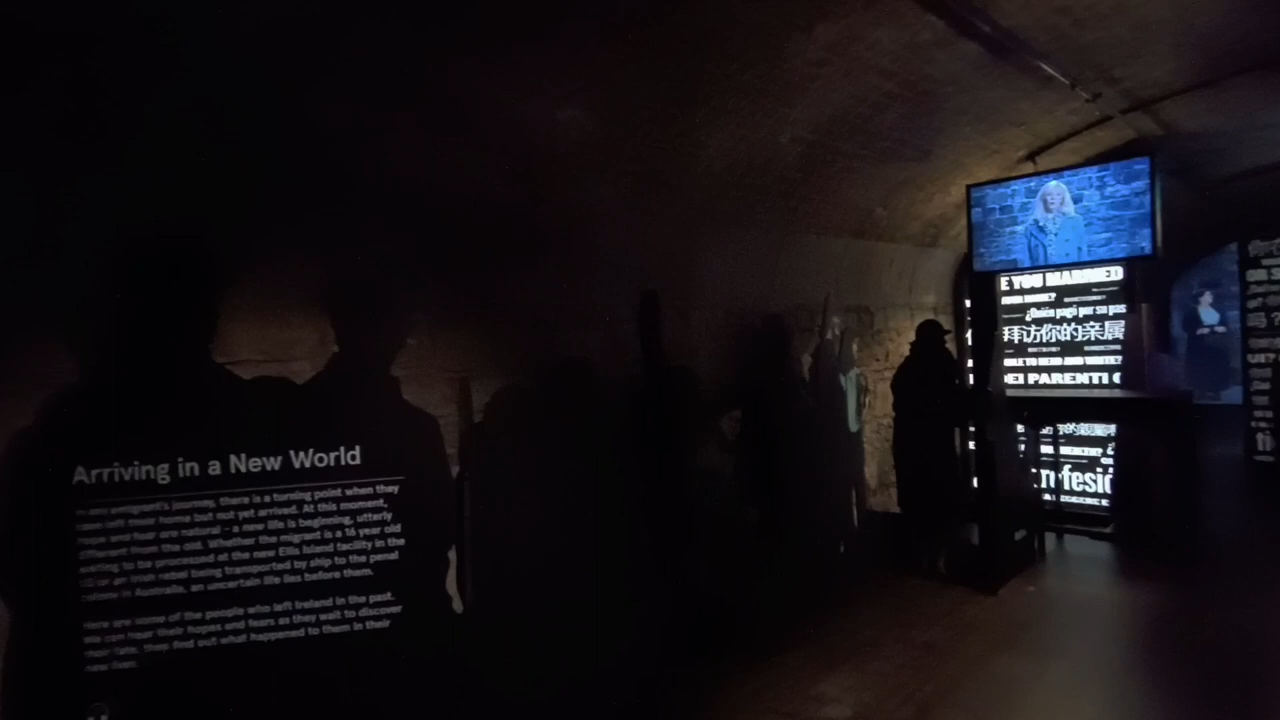 Arriving in a New World
In any emigrant's journey, there is a turning point when they
have left their home but not yet arrived. At this moment,
hope and fear are natural – a new life is beginning, utterly
different from the old. Whether the migrant is a 16 year old
waiting to be processed at the new Ellis Island facility in the
US or an Irish rebel being transported by ship to the penal
colony in Australia, an uncertain life lies before them.
Here are some of the people who left Ireland in the past.
We can hear their hopes and fears as they wait to discover
their fate, then find out what happened to them in their
new lives.
E YOU MARRIED
¿Quién pagó por su pas
拜访你的亲属
BLE TO READ AND WRITE?
DEI PARENTI
rofesió